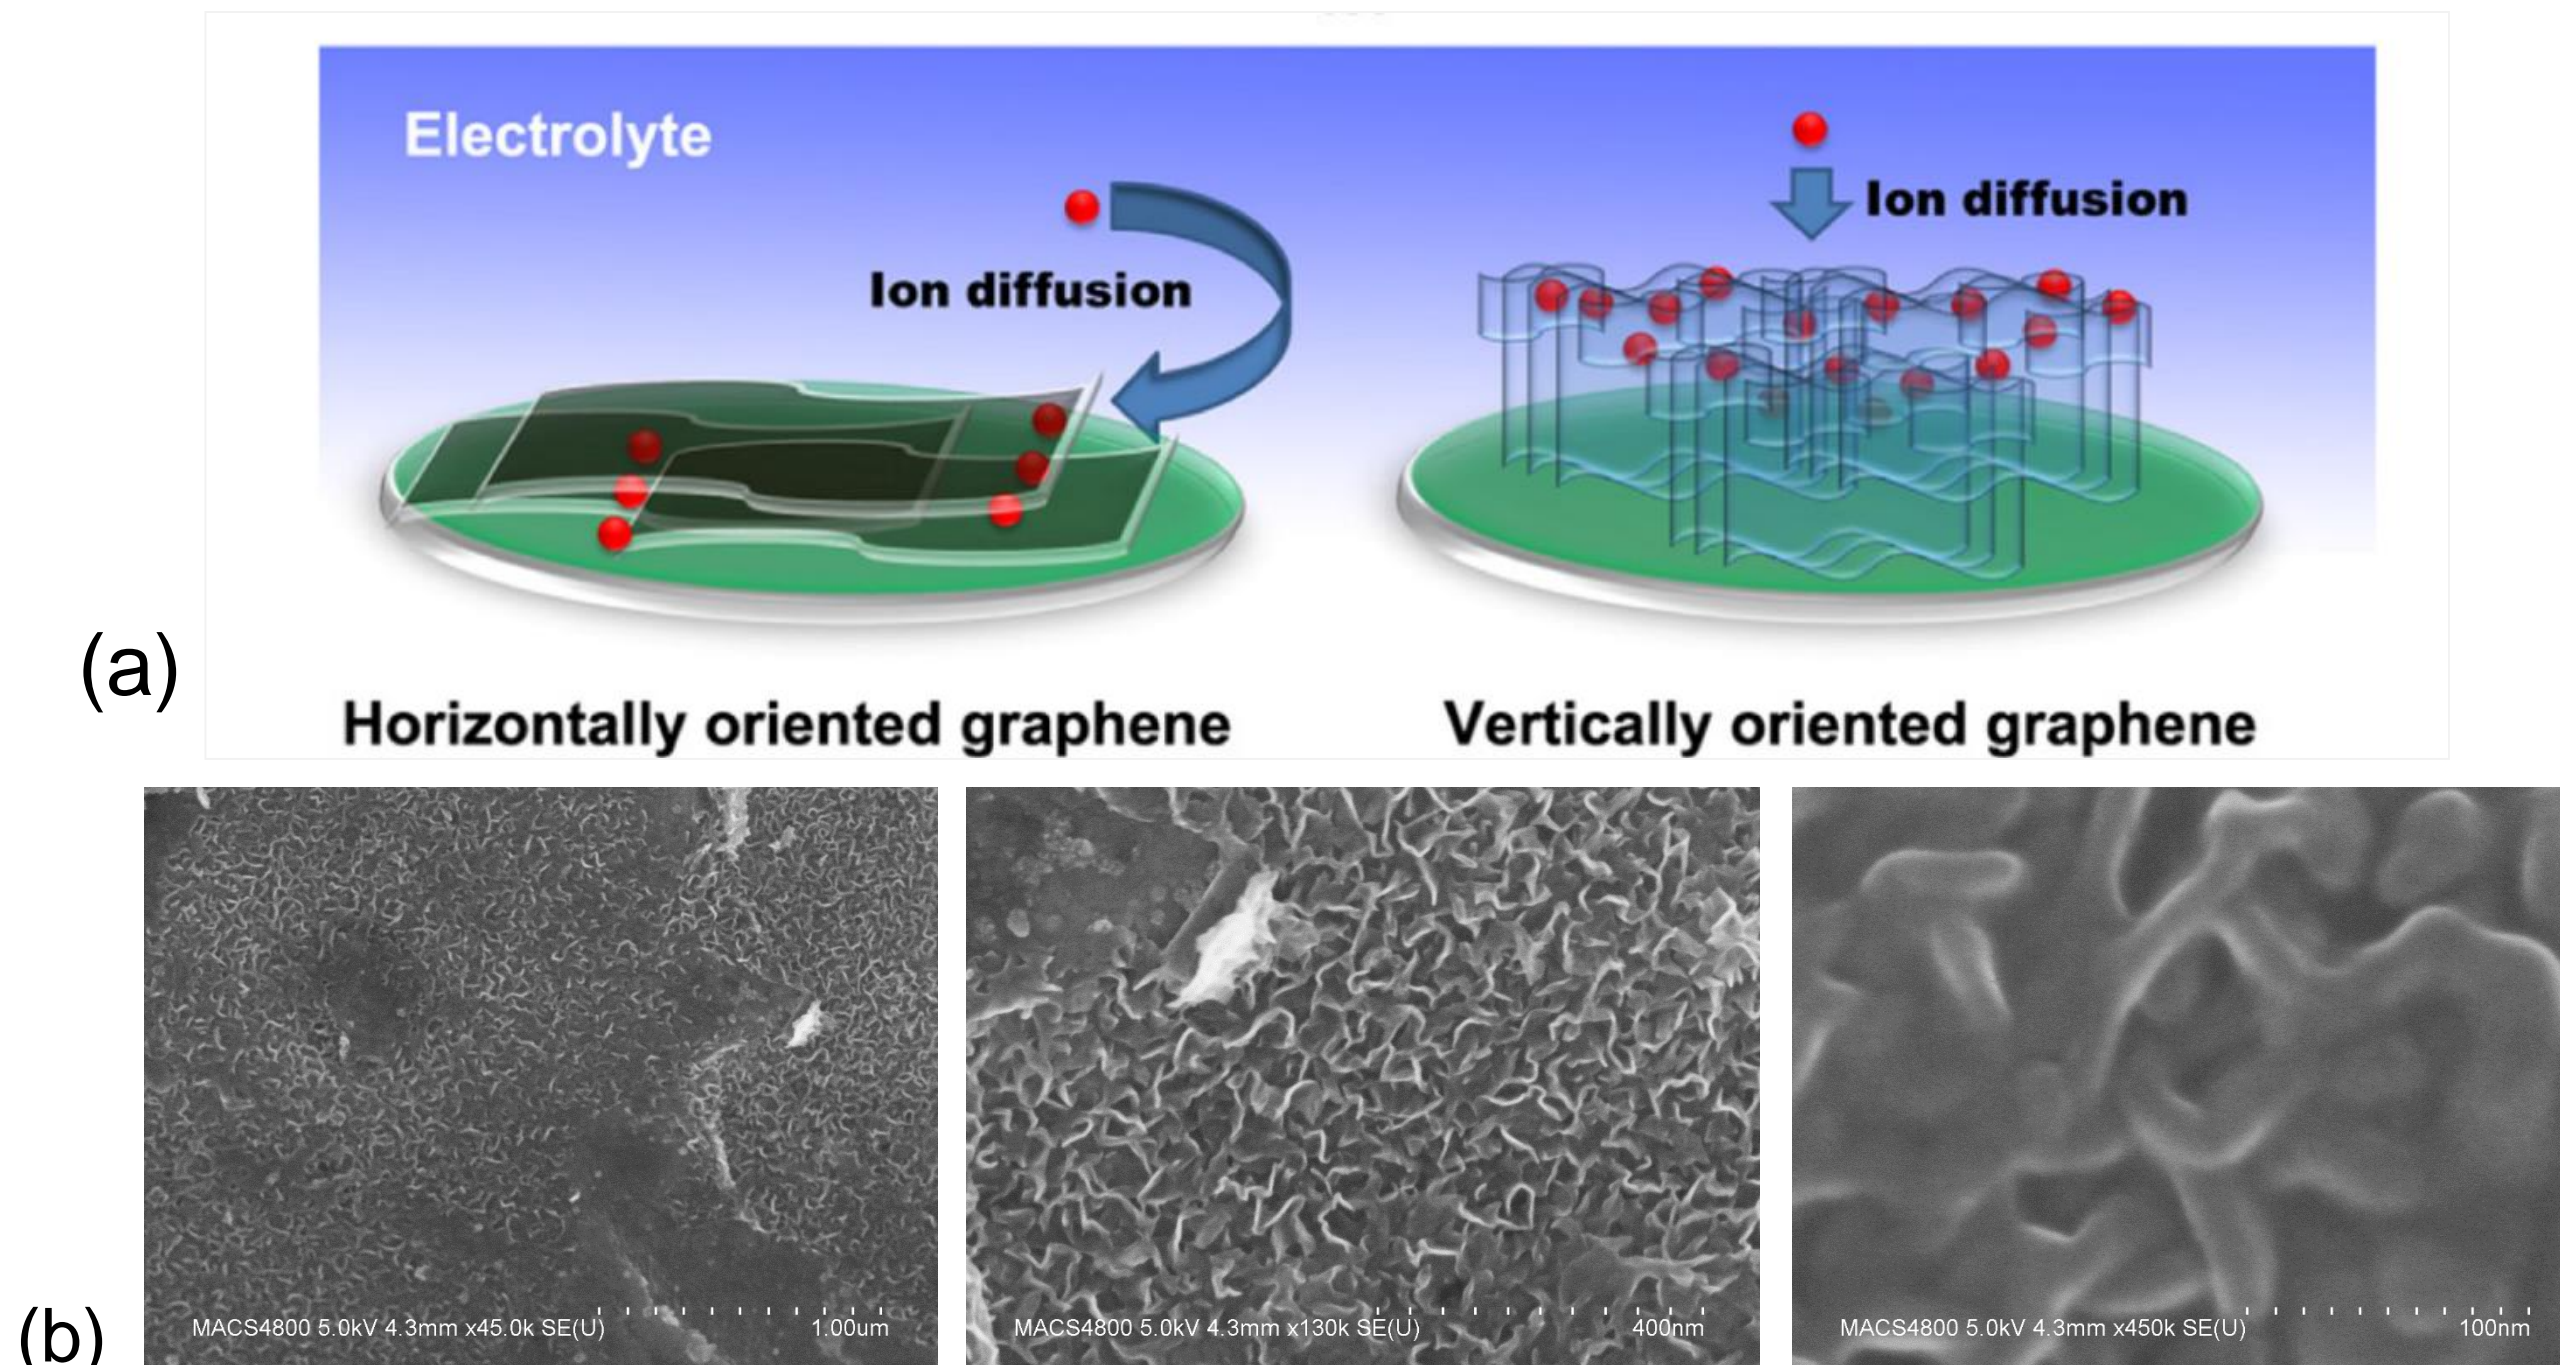 Electrolyte
Ion diffusion
Ion diffusion
(a)
Horizontally oriented graphene
Vertically oriented graphene
(b)
MACS4800 5.0kV 4.3mm x45.0k SE(U)
1.00um
MACS4800 5.0kV 4.3mm x130k SE(U)
400nm
MACS4800 5.0kV 4.3mm x450k SE(U)
100nm